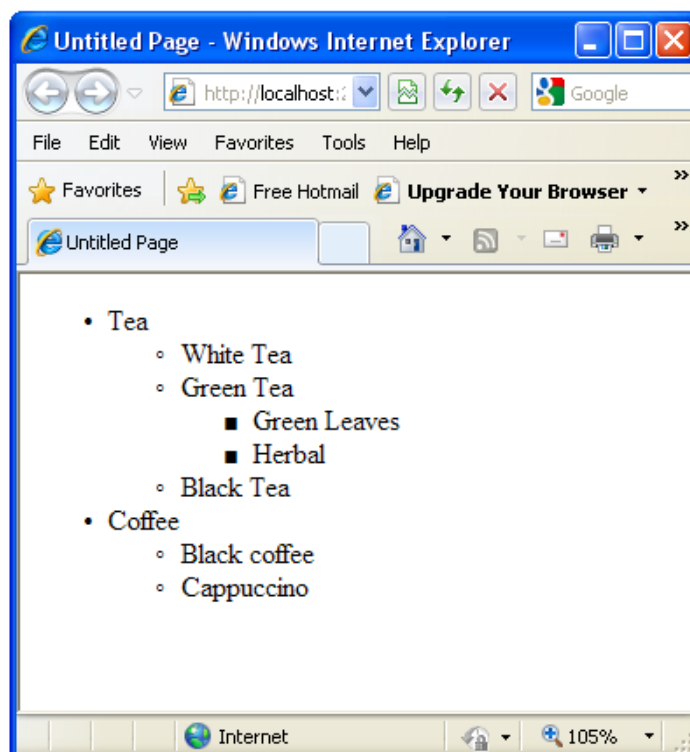 Untitled Page - Windows Internet Explorer
http://localhost:
Google
File Edit View Favorites Tools Help
Favorites Free Hotmail Upgrade Your Browser
Untitled Page
• Tea
◦ White Tea
◦ Green Tea
▪ Green Leaves
▪ Herbal
◦ Black Tea
• Coffee
◦ Black coffee
◦ Cappuccino
Internet 105%